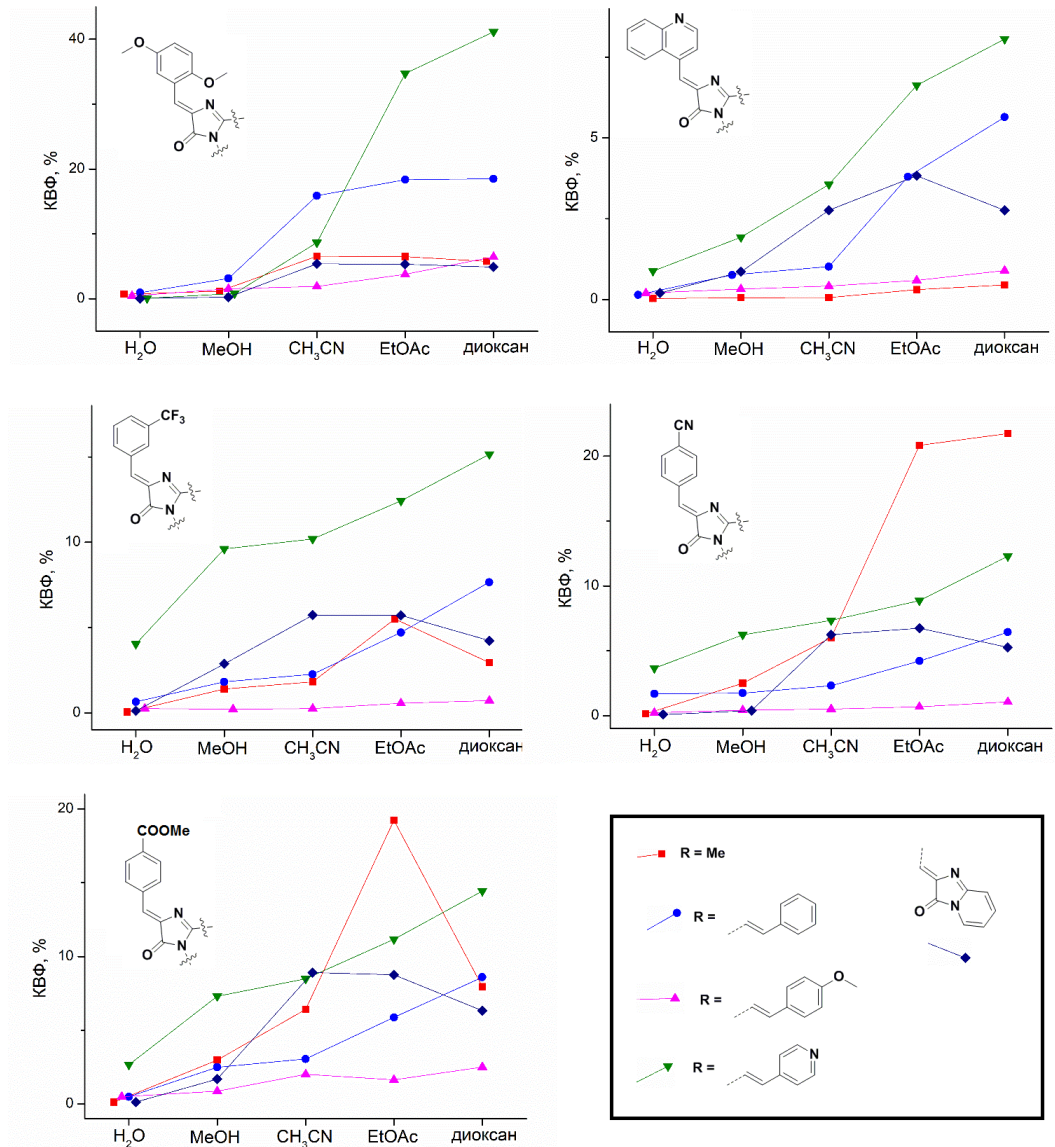 КВФ, %
40
20
0
O
O
N
N
O
H₂O
MeOH
CH₃CN
EtOAc
диоксан
КВФ, %
5
0
N
N
N
O
H₂O
MeOH
CH₃CN
EtOAc
диоксан
КВФ, %
10
0
CF₃
N
N
O
H₂O
MeOH
CH₃CN
EtOAc
диоксан
КВФ, %
20
10
0
CN
N
N
O
H₂O
MeOH
CH₃CN
EtOAc
диоксан
КВФ, %
20
10
0
COOMe
N
N
O
H₂O
MeOH
CH₃CN
EtOAc
диоксан
R = Me
N
O
N
R =
R =
O
R =
N